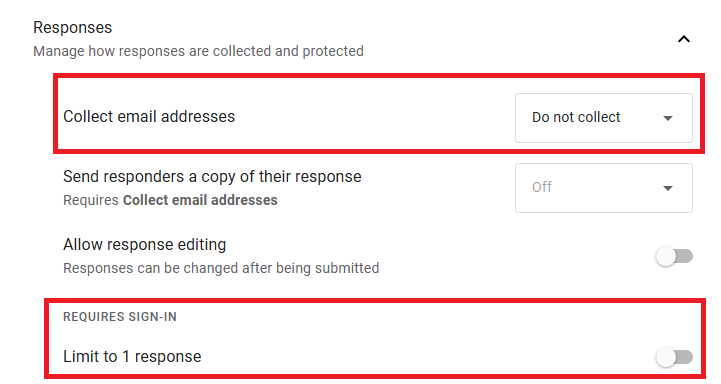 Responses
Manage how responses are collected and protected
Collect email addresses
Do not collect
Send responders a copy of their response
Requires Collect email addresses
Off
Allow response editing
Responses can be changed after being submitted
REQUIRES SIGN-IN
Limit to 1 response